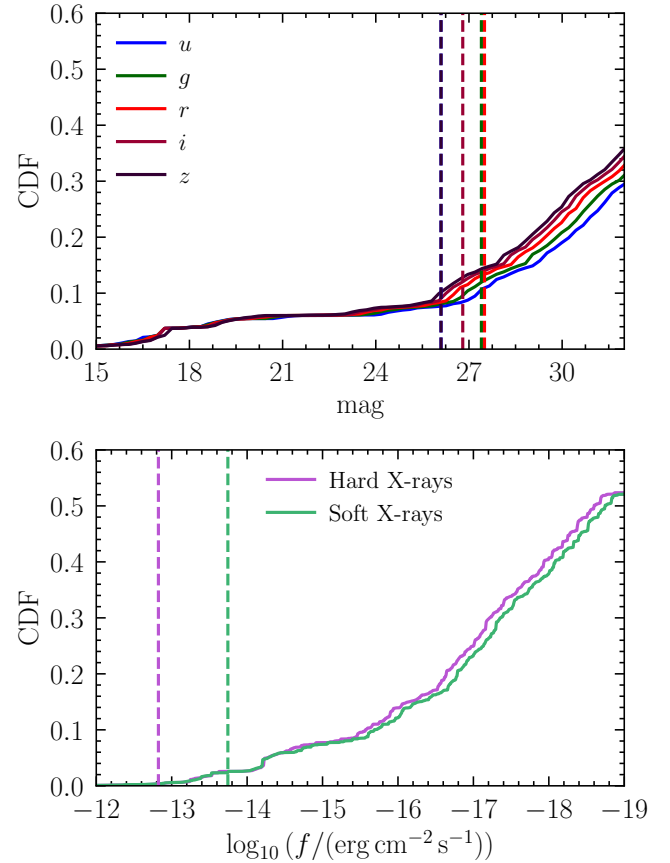 0.6
0.5
0.4
0.3
0.2
0.1
0.0
CDF
u
g
r
i
z
15 18 21 24 27 30
mag
0.6
0.5
0.4
0.3
0.2
0.1
0.0
CDF
Hard X-rays
Soft X-rays
−12 −13 −14 −15 −16 −17 −18 −19
log₁₀ (f/(erg cm⁻² s⁻¹))